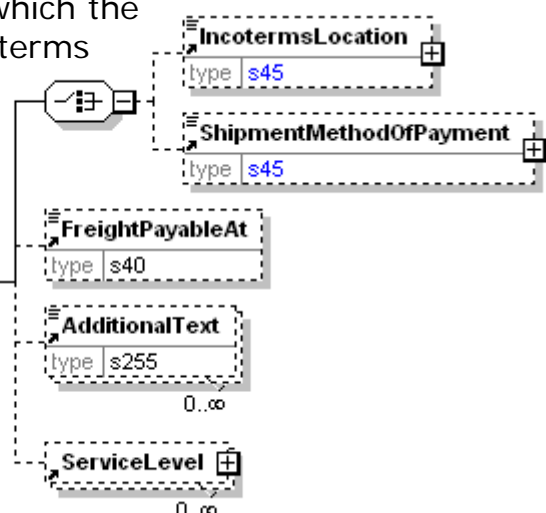 which the
terms
IncotermsLocation
type s45
ShipmentMethodOfPayment
type s45
FreightPayableAt
type s40
AdditionalText
type s255
0..∞
ServiceLevel
0..∞